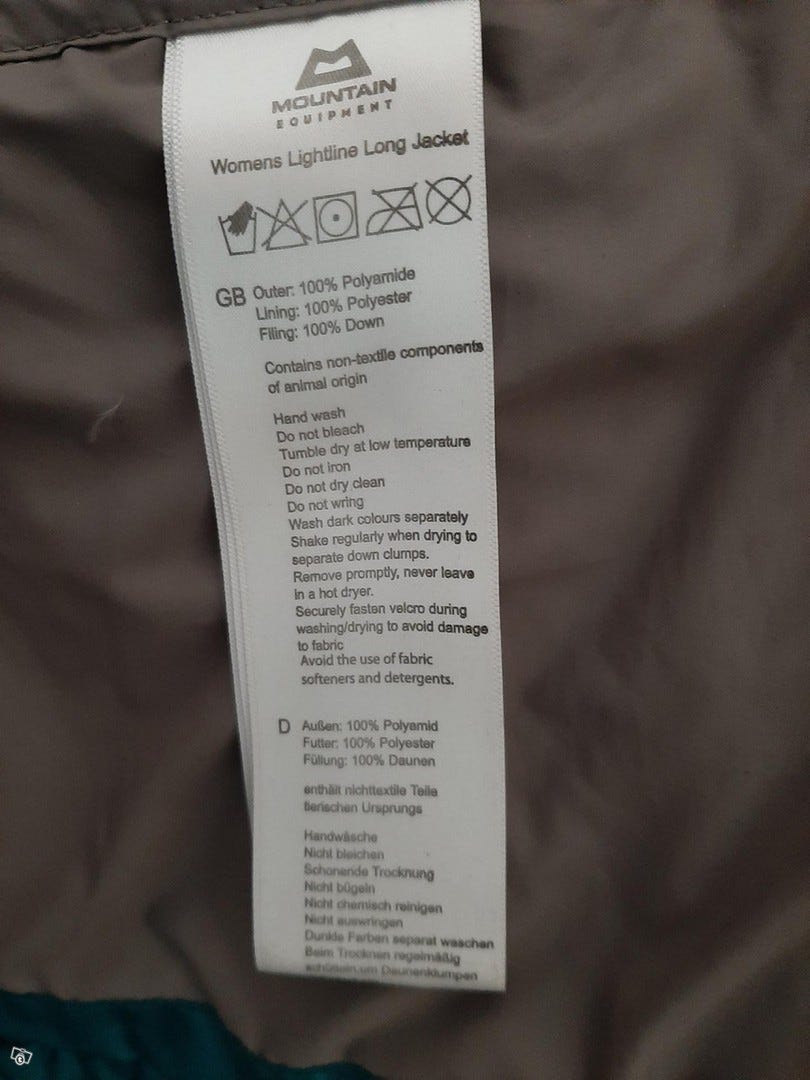 MOUNTAIN
EQUIPMENT
Womens Lightline Long Jacket
GB Outer: 100% Polyamide
Lining: 100% Polyester
Filing: 100% Down
Contains non-textile components
of animal origin
Hand wash
Do not bleach
Tumble dry at low temperature
Do not iron
Do not dry clean
Do not wring
Wash dark colours separately
Shake regularly when drying to
separate down clumps.
Remove promptly, never leave
in a hot dryer.
Securely fasten velcro during
washing/drying to avoid damage
to fabric
Avoid the use of fabric
softeners and detergents.
D Außen: 100% Polyamid
Futter: 100% Polyester
Füllung: 100% Daunen
enthält nichttextile Teile
tierischen Ursprungs
Handwäsche
Nicht bleichen
Schonende Trocknung
Nicht bügeln
Nicht chemisch reinigen
Nicht auswringen
Dunkle Farben separat waschen
Beim Trocknen regelmäßig
schütteln um Daunenklumpen